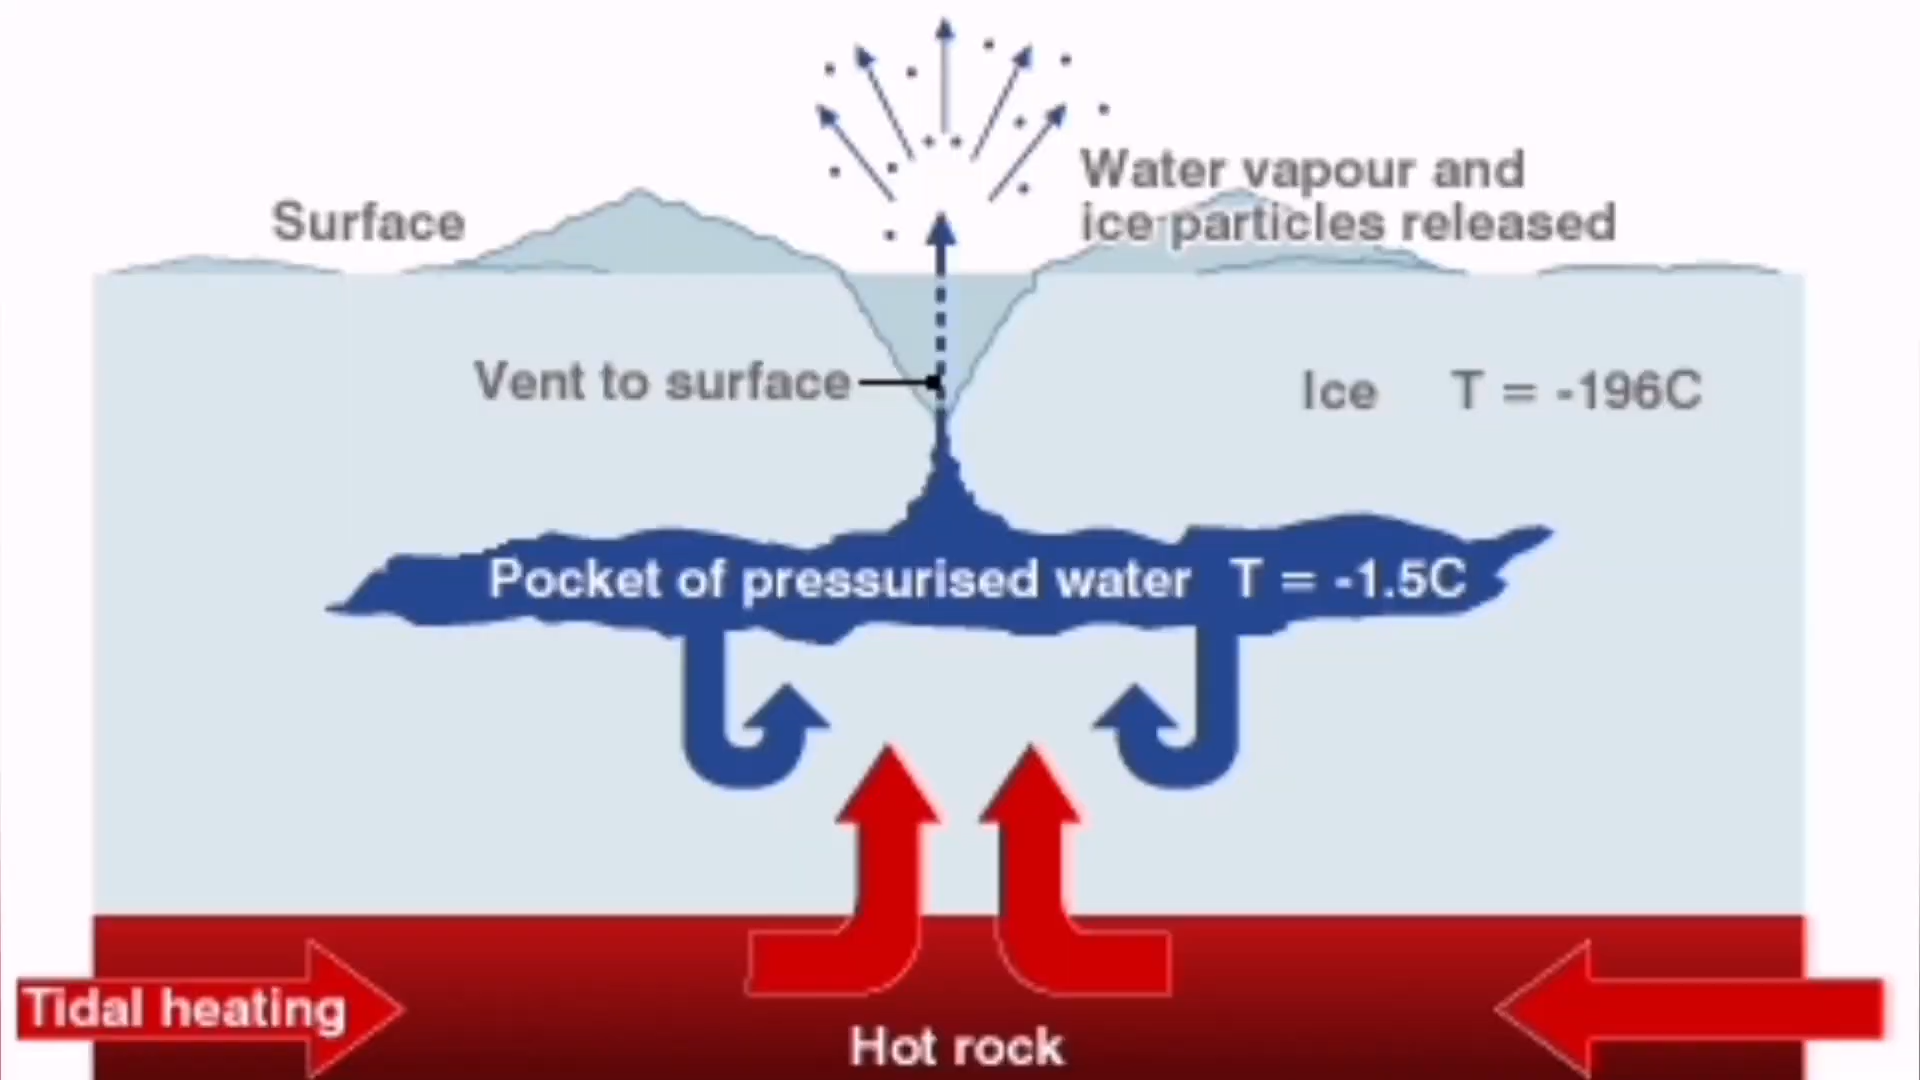 Surface
Water vapour and
ice particles released
Vent to surface
Ice T = -196C
Pocket of pressurised water T = -1.5C
Tidal heating
Hot rock